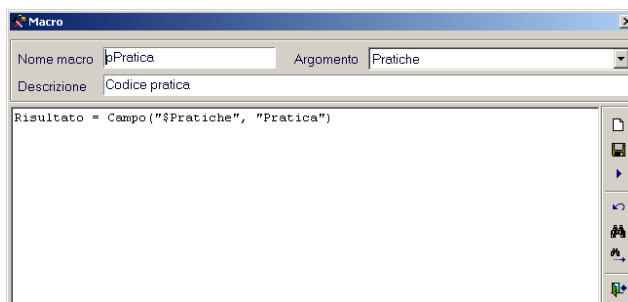 Macro
Nome macro pPratica Argomento Pratiche
Descrizione Codice pratica
Risultato = Campo("$Pratiche", "Pratica")